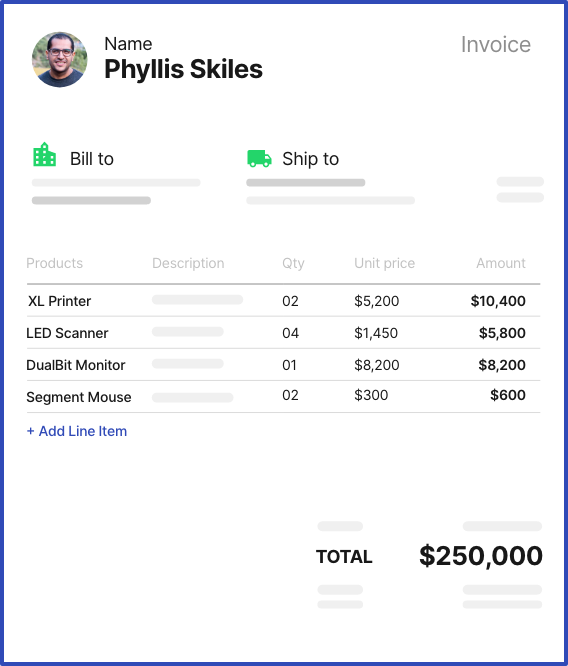 Name
Invoice
Phyllis Skiles
Bill to
Ship to
Products Description Qty Unit price Amount
XL Printer 02 $5,200 $10,400
LED Scanner 04 $1,450 $5,800
DualBit Monitor 01 $8,200 $8,200
Segment Mouse 02 $300 $600
+ Add Line Item
TOTAL $250,000